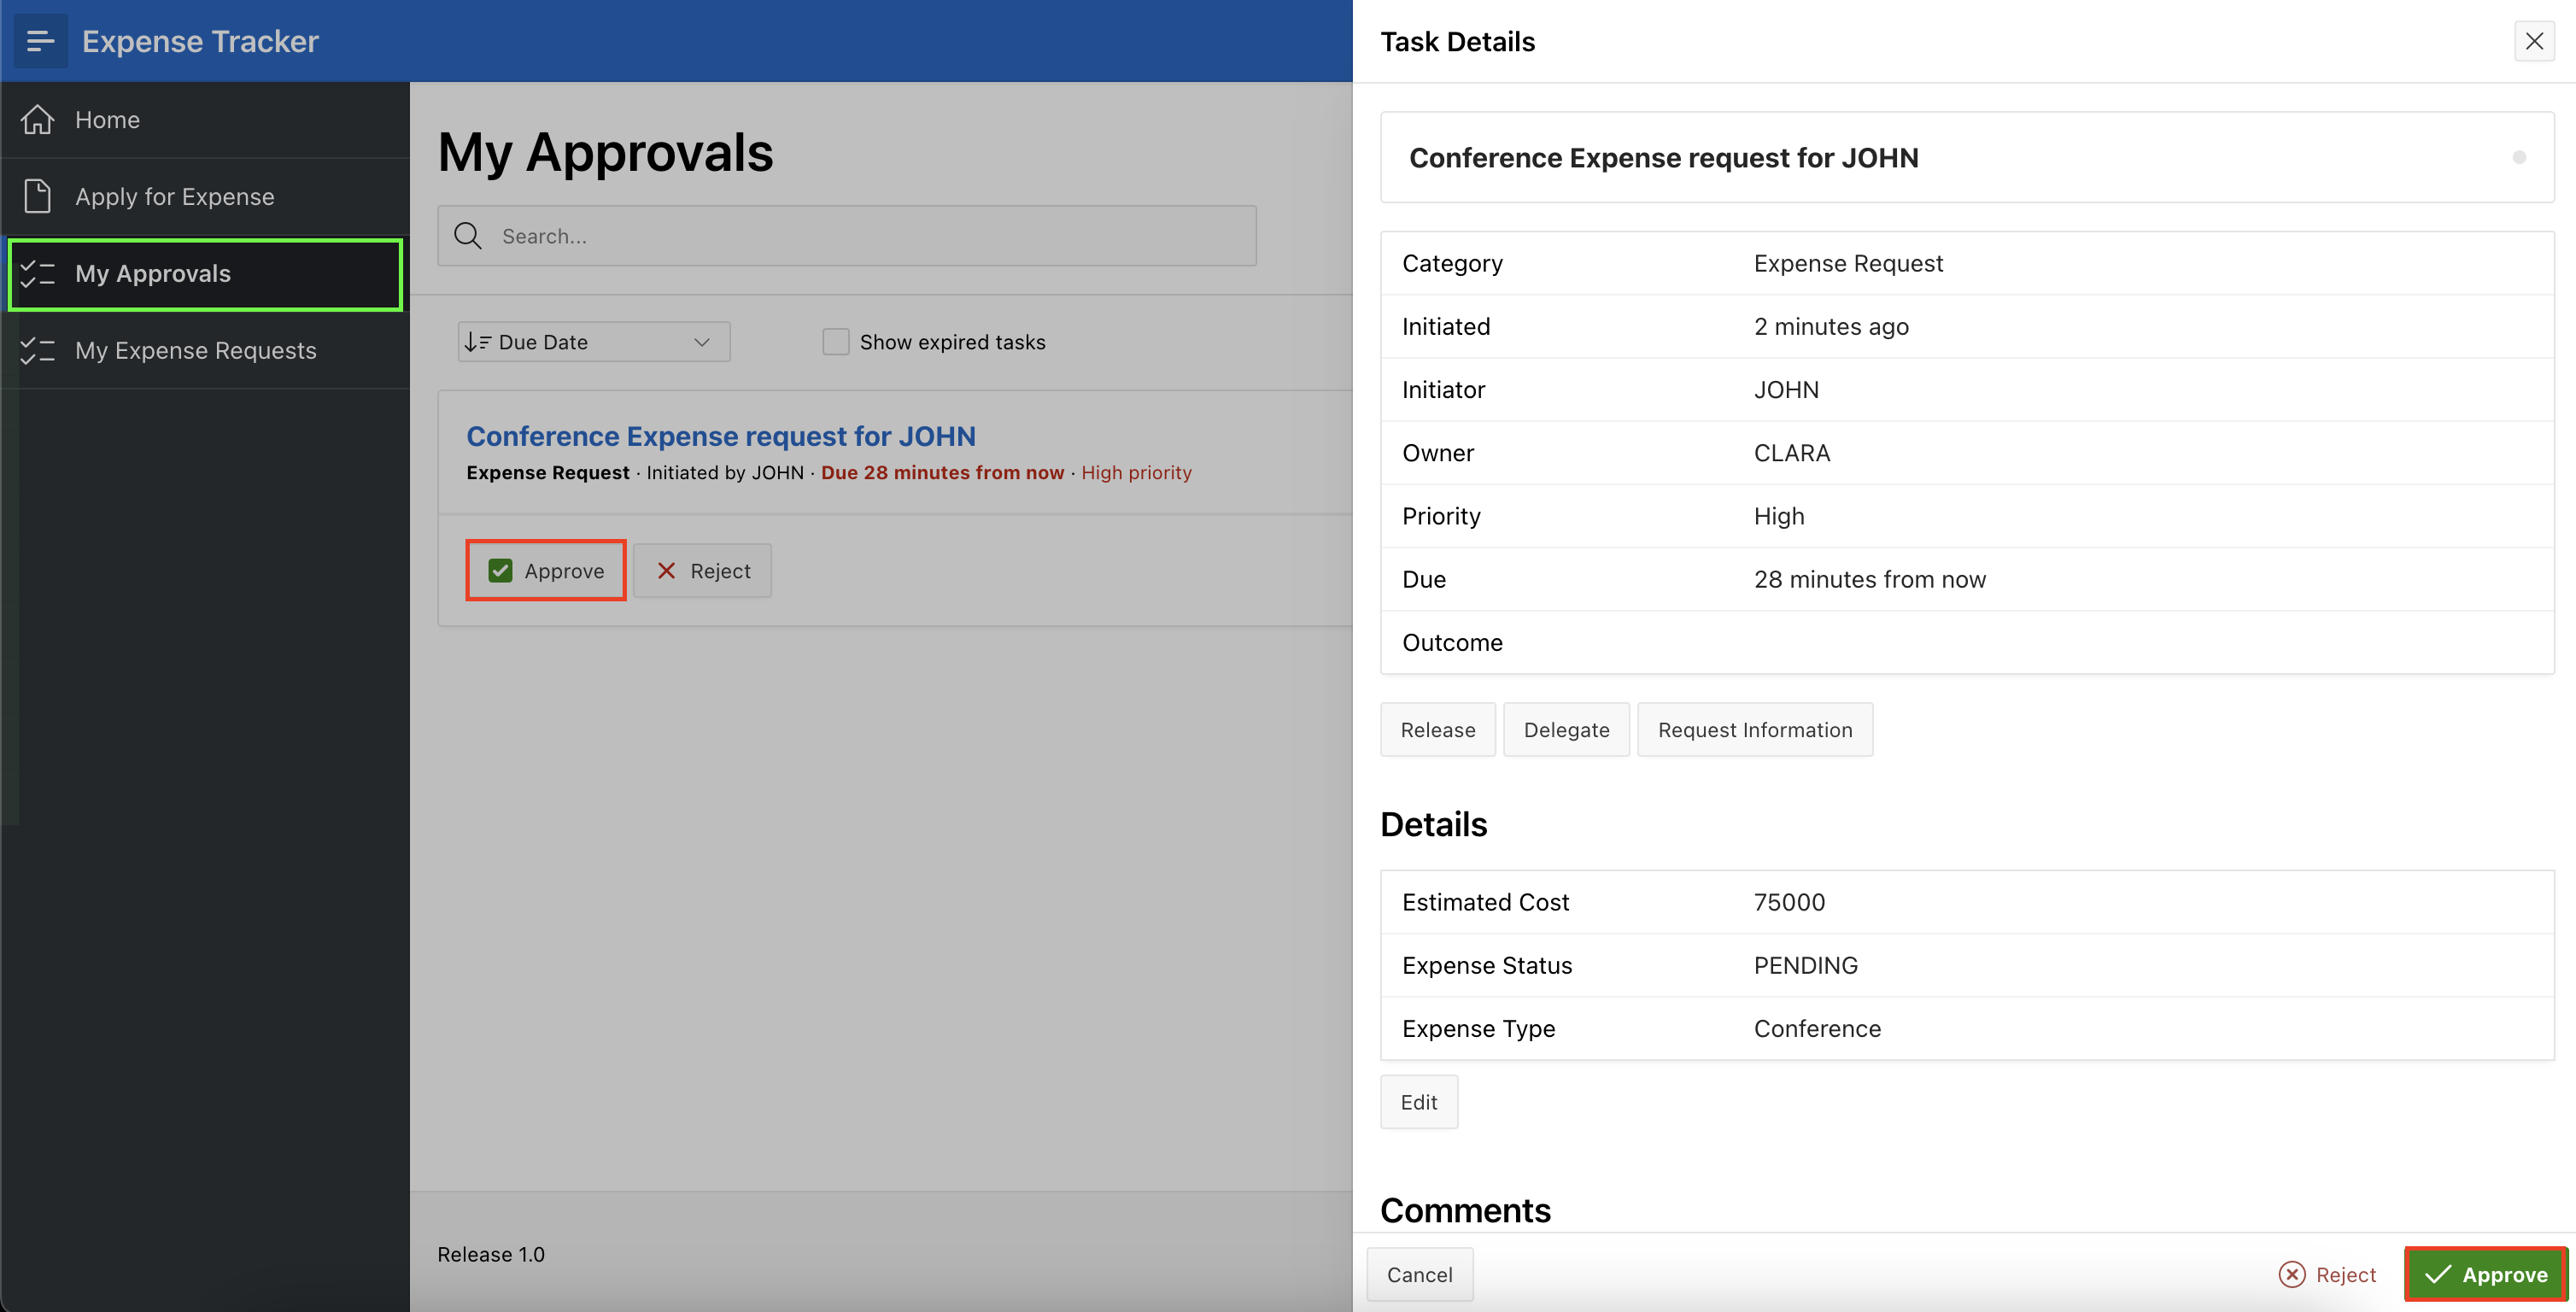 Expense Tracker
Home
Apply for Expense
My Approvals
My Expense Requests
My Approvals
Search...
Due Date
Show expired tasks
Conference Expense request for JOHN
Expense Request · Initiated by JOHN · Due 28 minutes from now · High priority
Approve
Reject
Release 1.0
Task Details
Conference Expense request for JOHN
Category Expense Request
Initiated 2 minutes ago
Initiator JOHN
Owner CLARA
Priority High
Due 28 minutes from now
Outcome
Release Delegate Request Information
Details
Estimated Cost 75000
Expense Status PENDING
Expense Type Conference
Edit
Comments
Cancel Reject Approve